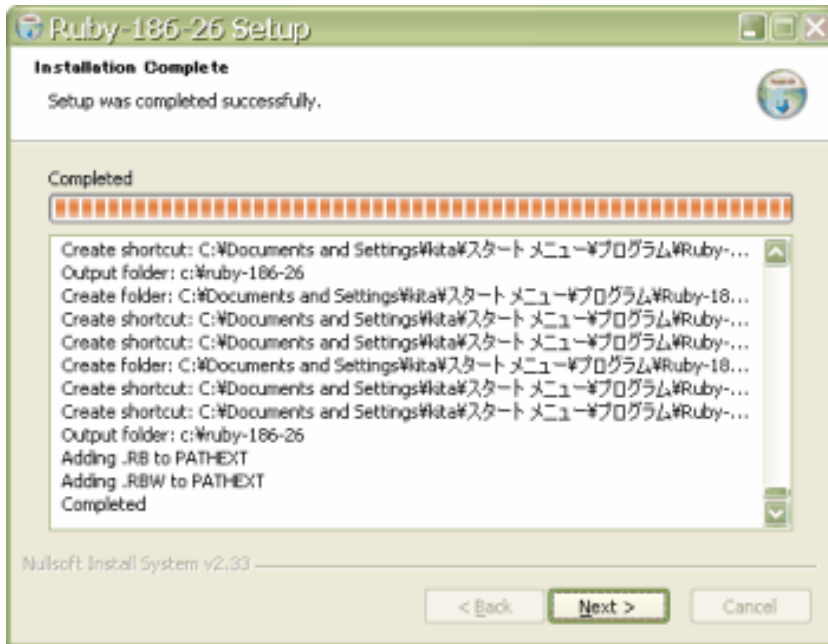 Ruby-186-26 Setup
Installation Complete
Setup was completed successfully.
Completed
Create shortcut: C:¥Documents and Settings¥kita¥スタート メニュー¥プログラム¥Ruby-...
Output folder: c:¥ruby-186-26
Create folder: C:¥Documents and Settings¥kita¥スタート メニュー¥プログラム¥Ruby-18...
Create shortcut: C:¥Documents and Settings¥kita¥スタート メニュー¥プログラム¥Ruby-...
Create shortcut: C:¥Documents and Settings¥kita¥スタート メニュー¥プログラム¥Ruby-...
Create folder: C:¥Documents and Settings¥kita¥スタート メニュー¥プログラム¥Ruby-18...
Create shortcut: C:¥Documents and Settings¥kita¥スタート メニュー¥プログラム¥Ruby-...
Create shortcut: C:¥Documents and Settings¥kita¥スタート メニュー¥プログラム¥Ruby-...
Output folder: c:¥ruby-186-26
Adding .RB to PATHEXT
Adding .RBW to PATHEXT
Completed
Nullsoft Install System v2.33
< Back Next > Cancel